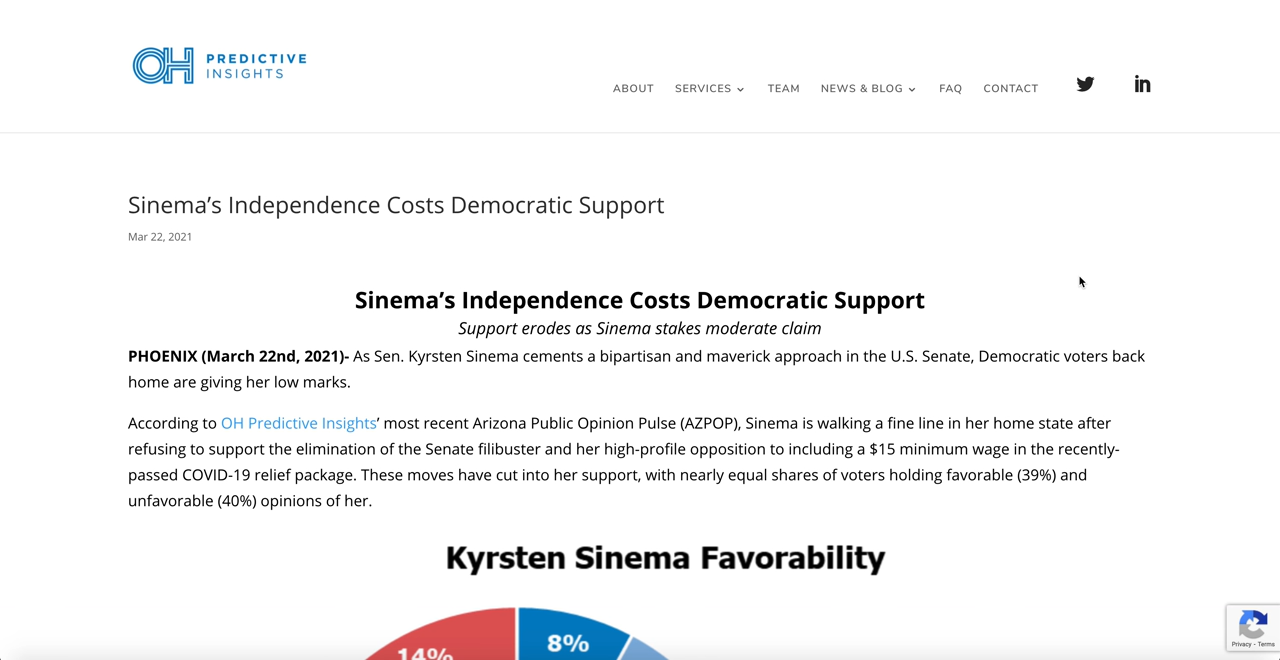 OH PREDICTIVE
INSIGHTS
ABOUT SERVICES TEAM NEWS & BLOG FAQ CONTACT in
Sinema’s Independence Costs Democratic Support
Mar 22, 2021
Sinema’s Independence Costs Democratic Support
Support erodes as Sinema stakes moderate claim
PHOENIX (March 22nd, 2021)- As Sen. Kyrsten Sinema cements a bipartisan and maverick approach in the U.S. Senate, Democratic voters back
home are giving her low marks.
According to OH Predictive Insights’ most recent Arizona Public Opinion Pulse (AZPOP), Sinema is walking a fine line in her home state after
refusing to support the elimination of the Senate filibuster and her high-profile opposition to including a $15 minimum wage in the recently-
passed COVID-19 relief package. These moves have cut into her support, with nearly equal shares of voters holding favorable (39%) and
unfavorable (40%) opinions of her.
Kyrsten Sinema Favorability
14% 8%
Privacy - Terms